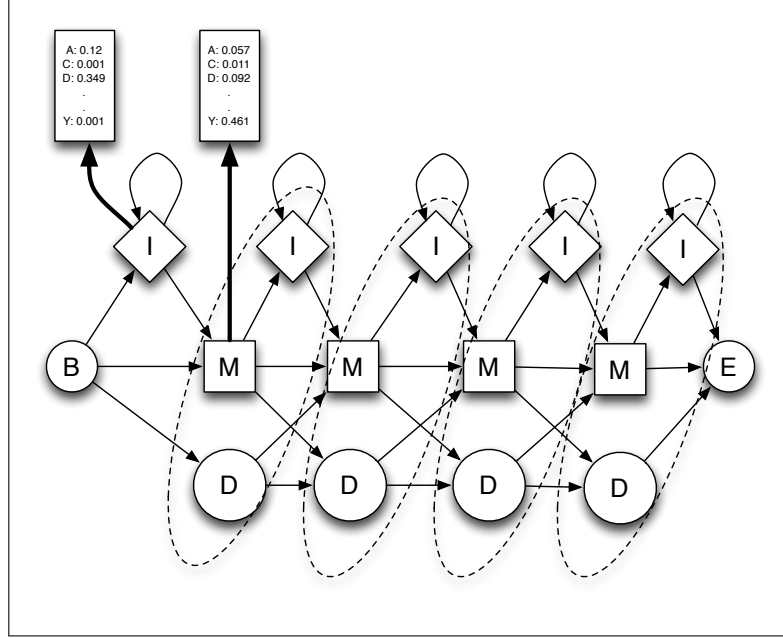 A: 0.12
C: 0.001
D: 0.349
.
.
Y: 0.001
A: 0.057
C: 0.011
D: 0.092
.
.
Y: 0.461
I I I I I
B M M M M E
D D D D